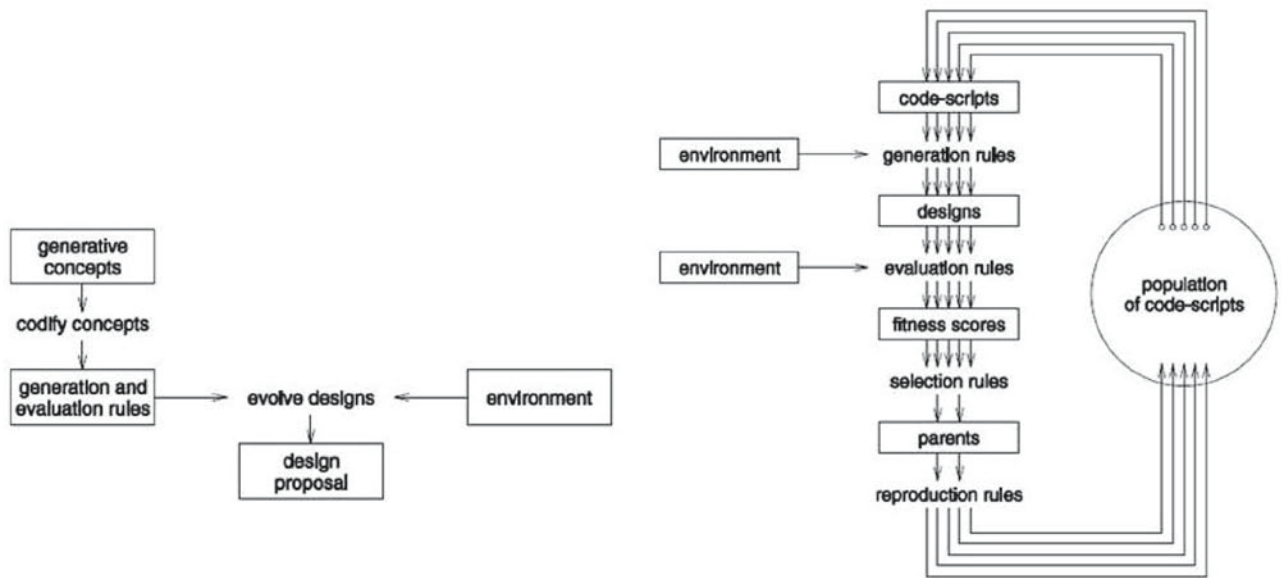 generative
concepts
codify concepts
generation and
evaluation rules
evolve designs
environment
design
proposal
code-scripts
environment
generation rules
designs
environment
evaluation rules
fitness scores
selection rules
parents
reproduction rules
population
of code-scripts